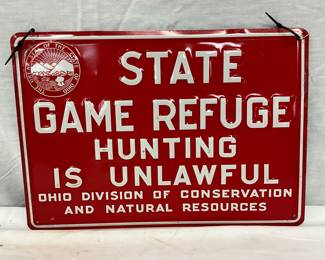 STATE
GAME REFUGE
HUNTING
IS UNLAWFUL
OHIO DIVISION OF CONSERVATION
AND NATURAL RESOURCES